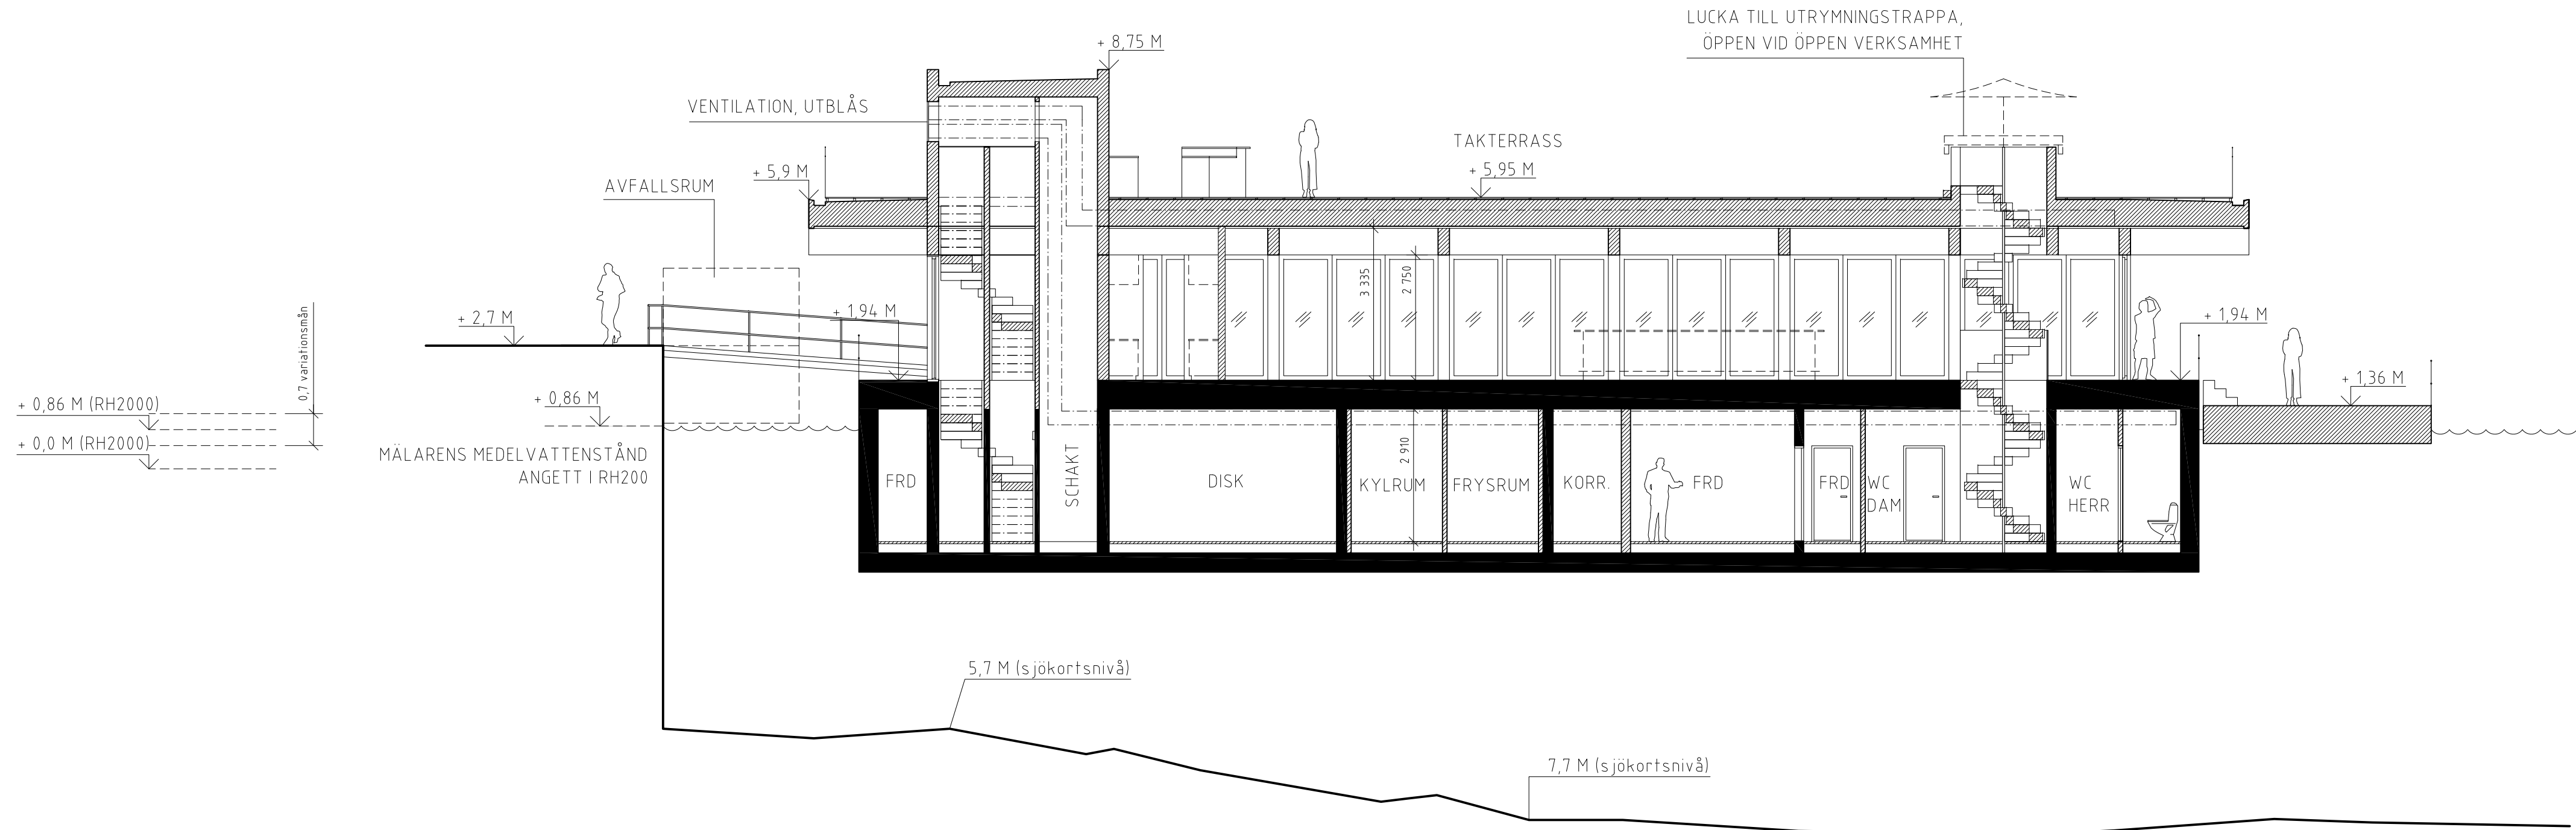 LUCKA TILL UTRYMNINGSTRAPPA,
ÖPPEN VID ÖPPEN VERKSAMHET
+ 8,75 M
VENTILATION, UTBLÅS
TAKTERRASS
+ 5,95 M
+ 5,9 M
AVFALLSRUM
3 335
2 750
+ 1,94 M
+ 1,94 M
+ 2,7 M
0,7 variationsmån
+ 1,36 M
+ 0,86 M
+ 0,86 M (RH2000)
+ 0,0 M (RH2000)
MÄLARENS MEDELVATTENSTÅND
ANGETT I RH200
FRD
SCHAKT
DISK
KYLRUM
2 910
FRYSRUM
KORR.
FRD
FRD
WC
DAM
WC
HERR
5,7 M (sjökortsnivå)
7,7 M (sjökortsnivå)